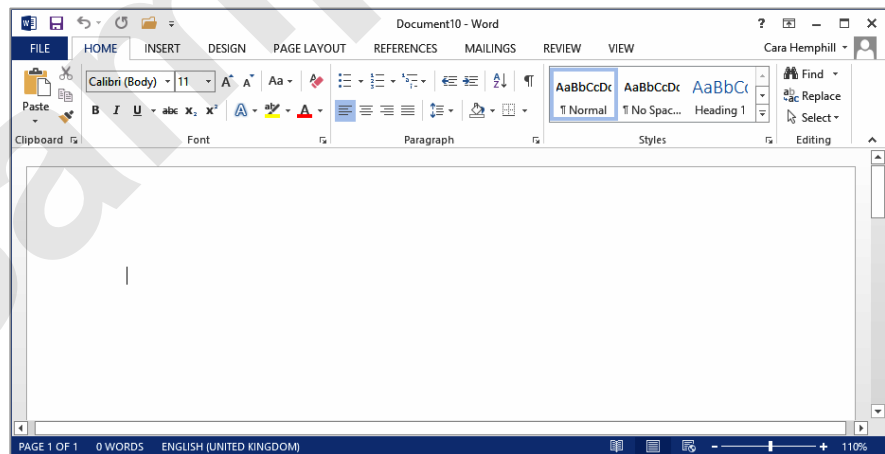 Document10 - Word
FILE HOME INSERT DESIGN PAGE LAYOUT REFERENCES MAILINGS REVIEW VIEW Cara Hemphill
Calibri (Body) 11 A A Aa AaBbCcDc AaBbCcDc AaBbCc Find
Paste B I U abc x₂ x² A ab A ¶ Normal ¶ No Spac... Heading 1 Replace
Select
Clipboard Font Paragraph Styles Editing
PAGE 1 OF 1 0 WORDS ENGLISH (UNITED KINGDOM) 110%